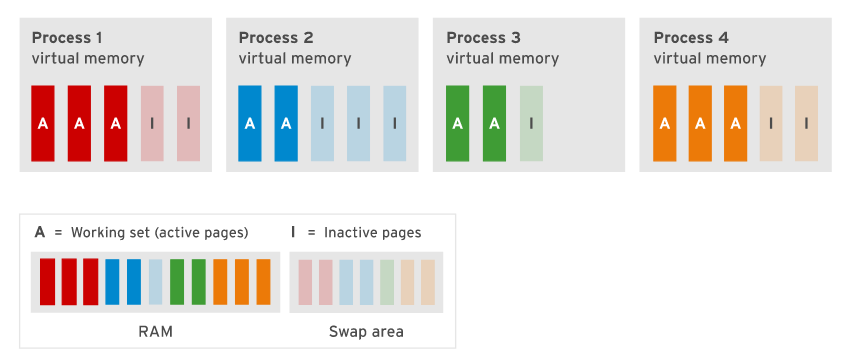 Process 1
virtual memory
A A A I I
Process 2
virtual memory
A A I I I
Process 3
virtual memory
A A I
Process 4
virtual memory
A A A I I
A = Working set (active pages)
I = Inactive pages
RAM
Swap area